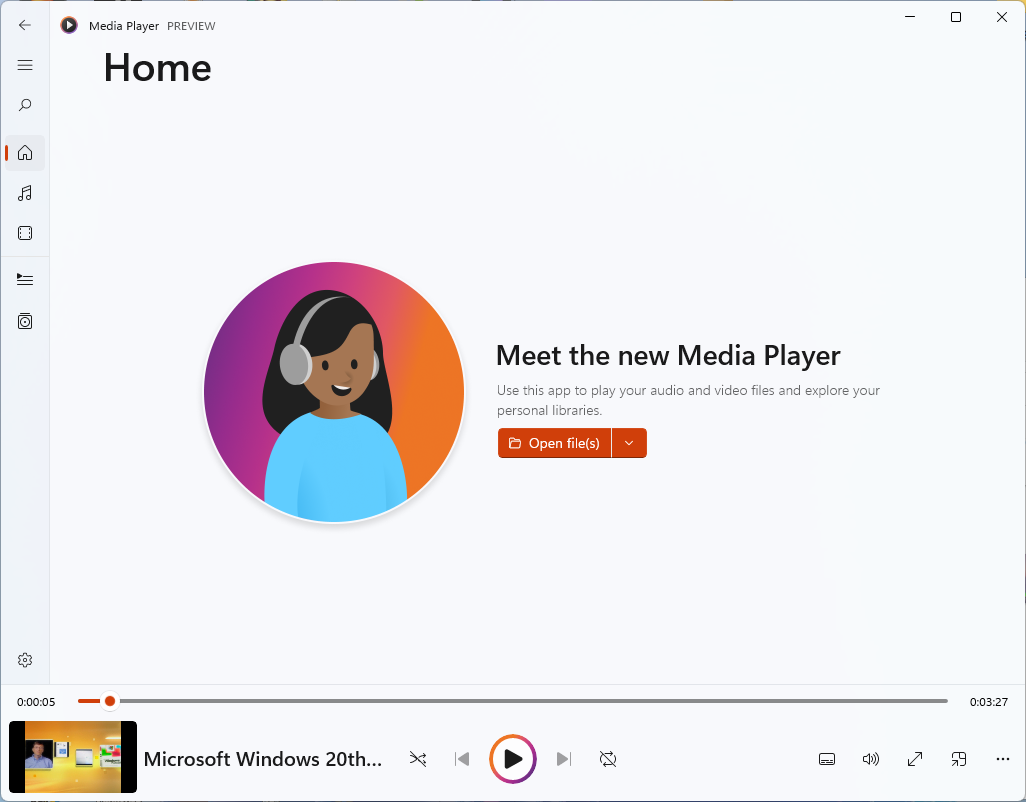 Media Player PREVIEW
Home
Meet the new Media Player
Use this app to play your audio and video files and explore your
personal libraries.
Open file(s)
0:00:05
0:03:27
Microsoft Windows 20th...